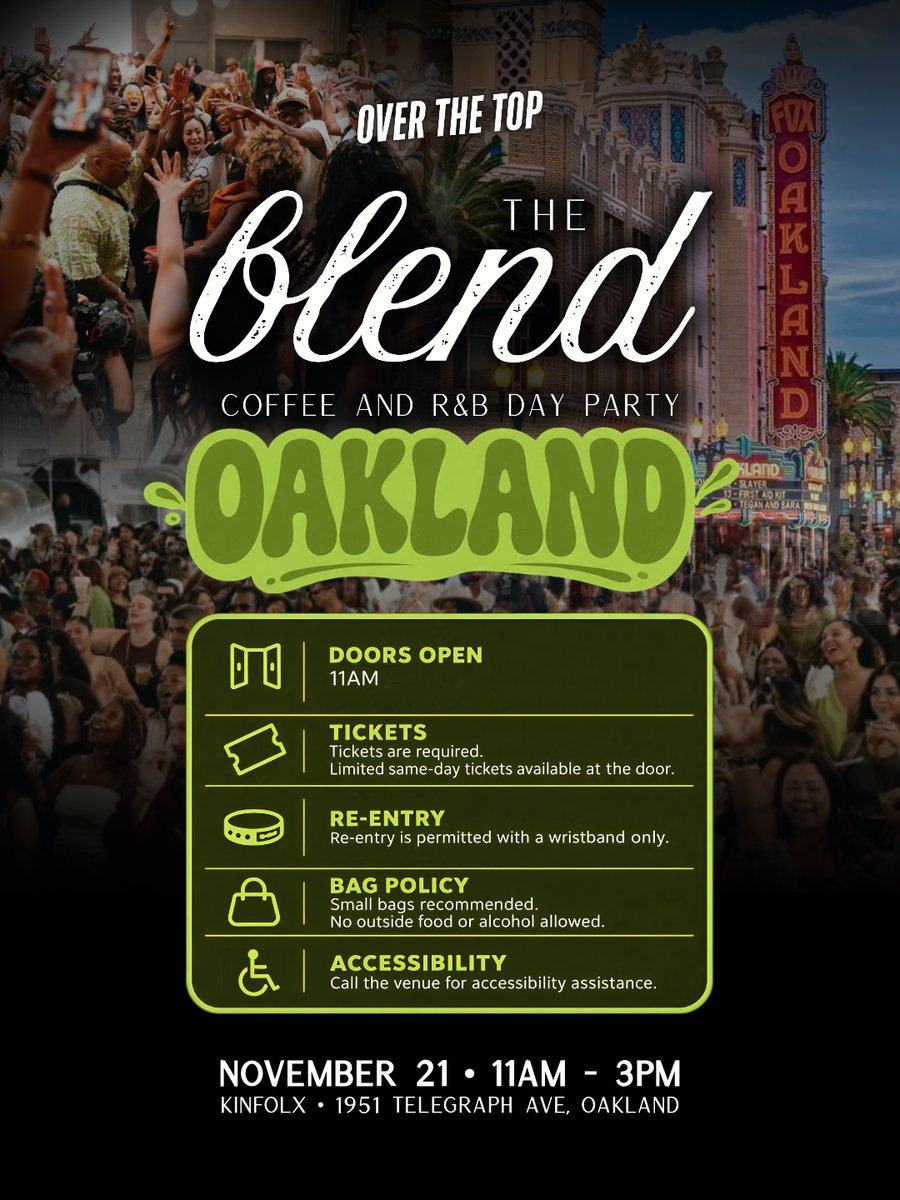 OVER THE TOP
THE
blend
COFFEE AND R&B DAY PARTY
OAKLAND
FOX
OAKLAND
KLAND
- SLAYER
13 - FIRST AID KIT
- TEGAN AND SARA
DOORS OPEN
11AM
TICKETS
Tickets are required.
Limited same-day tickets available at the door.
RE-ENTRY
Re-entry is permitted with a wristband only.
BAG POLICY
Small bags recommended.
No outside food or alcohol allowed.
ACCESSIBILITY
Call the venue for accessibility assistance.
NOVEMBER 21 • 11AM - 3PM
KINFOLX • 1951 TELEGRAPH AVE, OAKLAND